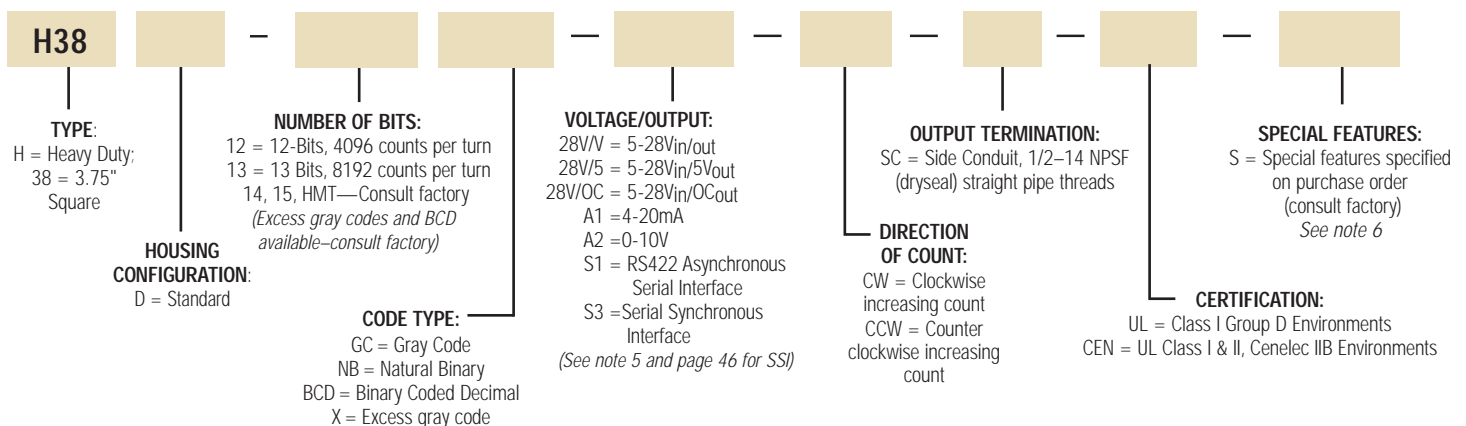 H38
TYPE:
H = Heavy Duty;
38 = 3.75"
Square
HOUSING
CONFIGURATION:
D = Standard
NUMBER OF BITS:
12 = 12-Bits, 4096 counts per turn
13 = 13 Bits, 8192 counts per turn
14, 15, HMT—Consult factory
(Excess gray codes and BCD
available–consult factory)
CODE TYPE:
GC = Gray Code
NB = Natural Binary
BCD = Binary Coded Decimal
X = Excess gray code
VOLTAGE/OUTPUT:
28V/V = 5-28Vin/out
28V/5 = 5-28Vin/5Vout
28V/OC = 5-28Vin/OCout
A1 =4-20mA
A2 =0-10V
S1 = RS422 Asynchronous
Serial Interface
S3 =Serial Synchronous
Interface
(See note 5 and page 46 for SSI)
DIRECTION
OF COUNT:
CW = Clockwise
increasing count
CCW = Counter
clockwise increasing
count
OUTPUT TERMINATION:
SC = Side Conduit, 1/2–14 NPSF
(dryseal) straight pipe threads
CERTIFICATION:
UL = Class I Group D Environments
CEN = UL Class I & II, Cenelec IIB Environments
SPECIAL FEATURES:
S = Special features specified
on purchase order
(consult factory)
See note 6